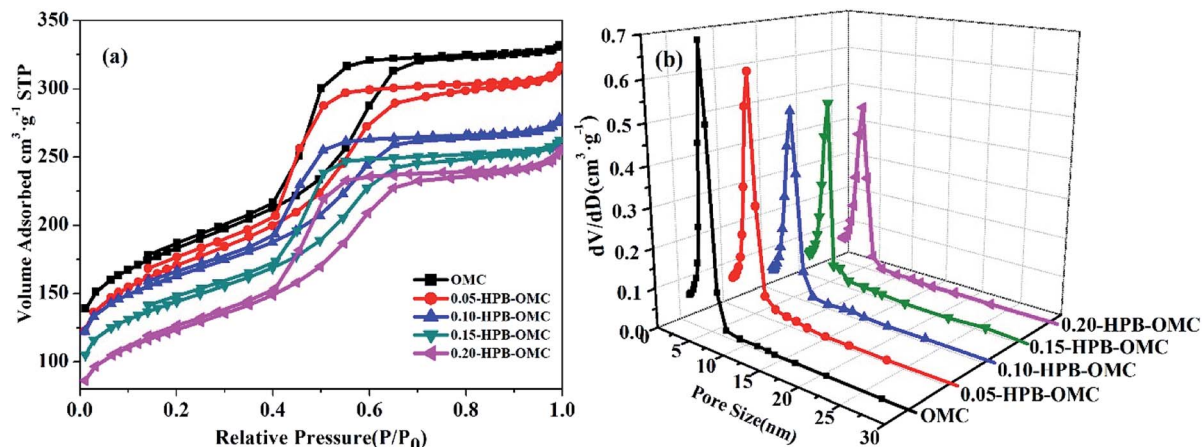 350
300
250
200
150
100
Volume Adsorbed cm³·g⁻¹ STP
(a)
OMC
0.05-HPB-OMC
0.10-HPB-OMC
0.15-HPB-OMC
0.20-HPB-OMC
0.0 0.2 0.4 0.6 0.8 1.0
Relative Pressure(P/P₀)
(b)
0.7
0.6
0.5
0.4
0.3
0.2
0.1
0.0
dV/dD(cm³·g⁻¹)
0 5 10 15 20 25 30
Pore Size(nm)
0.20-HPB-OMC
0.15-HPB-OMC
0.10-HPB-OMC
0.05-HPB-OMC
OMC